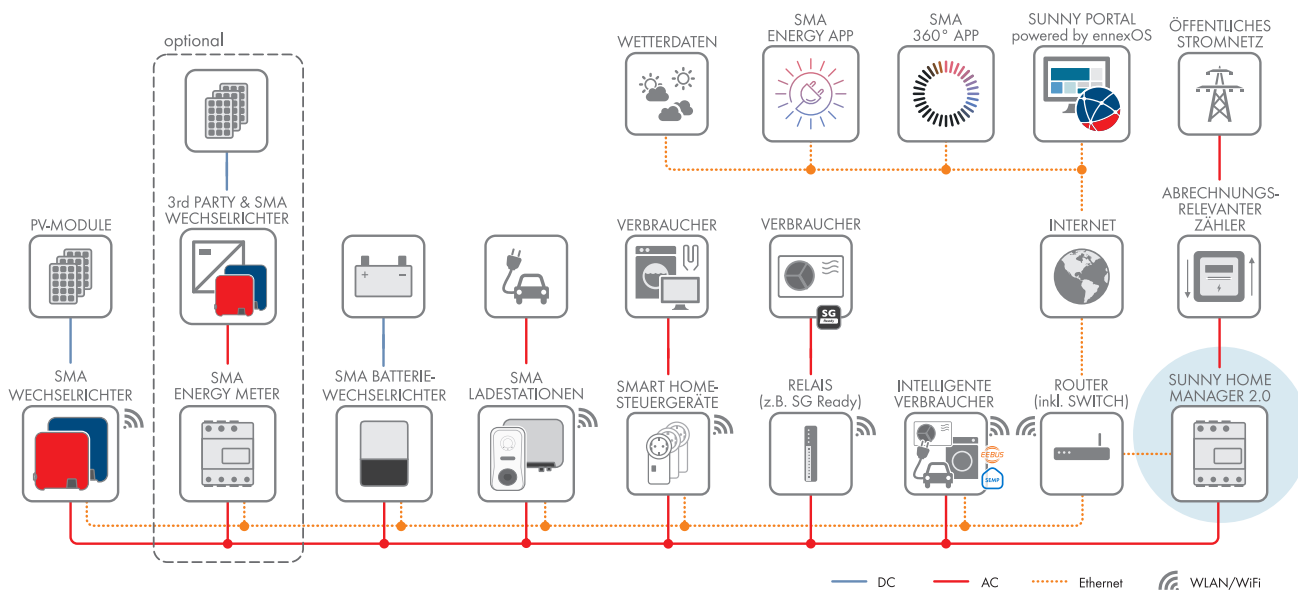 optional
WETTERDATEN
SMA
ENERGY APP
SMA
360° APP
SUNNY PORTAL
powered by ennexOS
ÖFFENTLICHES
STROMNETZ
PV-MODULE
3rd PARTY & SMA
WECHSELRICHTER
VERBRAUCHER
VERBRAUCHER
SG
Ready
INTERNET
ABRECHNUNGS-
RELEVANTER
ZÄHLER
SMA
WECHSELRICHTER
SMA
ENERGY METER
SMA BATTERIE-
WECHSELRICHTER
SMA
LADESTATIONEN
SMART HOME-
STEUERGERÄTE
RELAIS
(z.B. SG Ready)
INTELLIGENTE
VERBRAUCHER
EEBUS
SEMP
ROUTER
(inkl. SWITCH)
SUNNY HOME
MANAGER 2.0
DC
AC
Ethernet
WLAN/WiFi